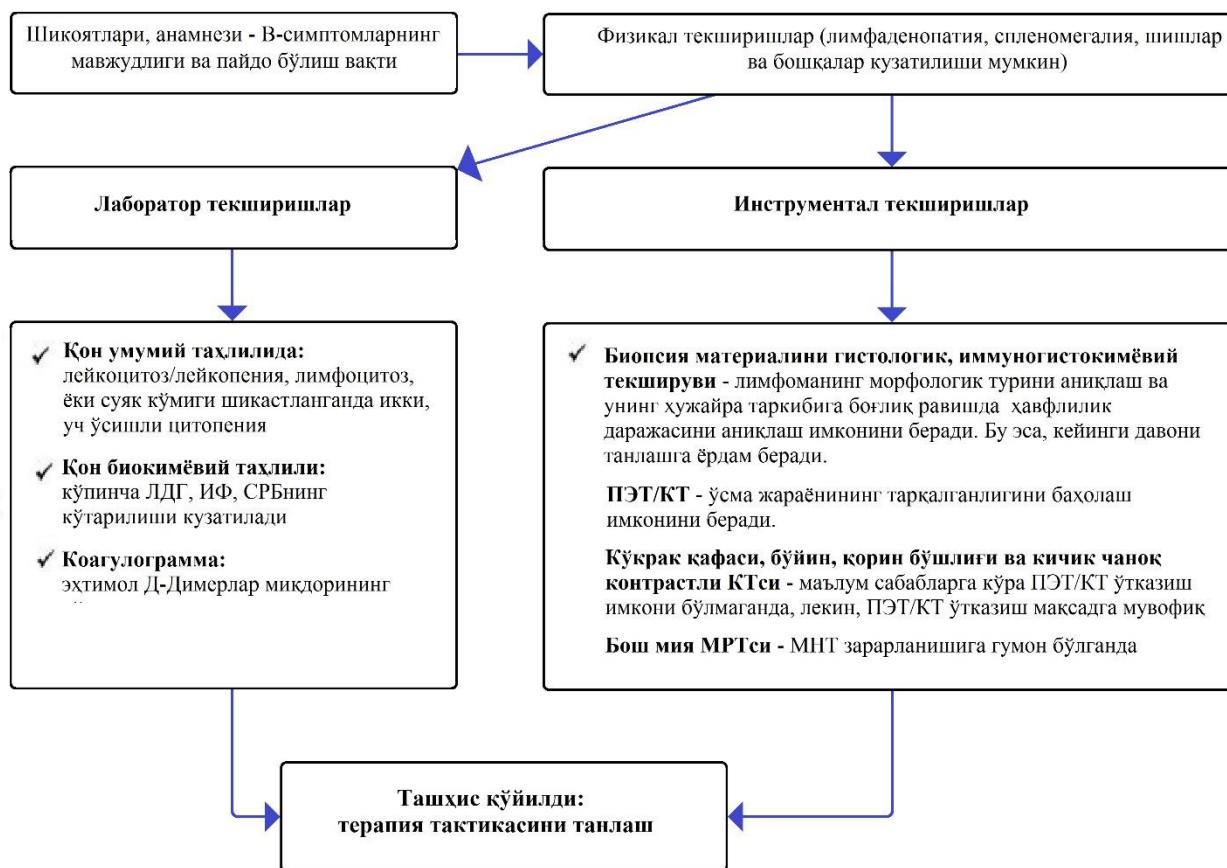 Шикоятлари, анамнези - В-симптомларнинг
мавжудлиги ва пайдо бўлиш вақти
Физикал текширишлар (лимфаденопатия, спленомегалия, шишлар
ва бошқалар кузатилиши мумкин)
Лаборатор текширишлар
Инструментал текширишлар
Қон умумий таҳлилида:
лейкоцитоз/лейкопения, лимфоцитоз,
ёки суяк кўмиги шикастланганда икки,
уч ўсишли цитопения
Қон биокимёвий таҳлили:
кўпинча ЛДГ, ИФ, СРБнинг
кўтарилиши кузатилади
Коагулограмма:
эҳтимол Д-Димерлар миқдорининг
Биопсия материалини гистологик, иммуногистокимёвий
текшируви - лимфоманинг морфологик турини аниқлаш ва
унинг ҳужайра таркибига боғлиқ равишда ҳавфлилик
даражасини аниқлаш имконини беради. Бу эса, кейинги давони
танлашга ёрдам беради.
ПЭТ/КТ - ўсма жараёнининг тарқалганлигини баҳолаш
имконини беради.
Кўкрак қафаси, бўйин, қорин бўшлиғи ва кичик чаноқ
контрастли КТси - маълум сабабларга кўра ПЭТ/КТ ўтказиш
имкони бўлмаганда, лекин, ПЭТ/КТ ўтказиш мақсадга мувофиқ
Бош мия МРТси - МНТ зарарланишига гумон бўлганда
Ташҳис қўйилди:
терапия тактикасини танлаш